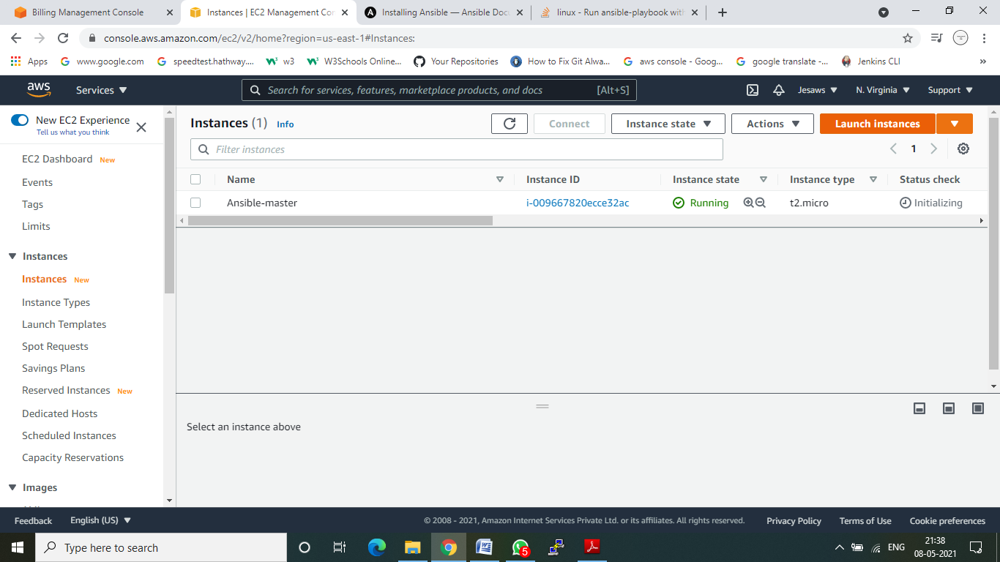 Billing Management Console
Instances | EC2 Management Con
Installing Ansible — Ansible Docu
linux - Run ansible-playbook with
console.aws.amazon.com/ec2/v2/home?region=us-east-1#Instances:
Apps
www.google.com
speedtest.hathway....
w3
W3Schools Online...
Your Repositories
How to Fix Git Alwa...
aws console - Goog...
google translate -...
Jenkins CLI
»
aws
Services
Search for services, features, marketplace products, and docs
[Alt+S]
Jesaws
N. Virginia
Support
New EC2 Experience
Tell us what you think
EC2 Dashboard New
Events
Tags
Limits
Instances
Instances New
Instance Types
Launch Templates
Spot Requests
Savings Plans
Reserved Instances New
Dedicated Hosts
Scheduled Instances
Capacity Reservations
Images
Instances (1) Info
Connect
Instance state
Actions
Launch instances
Filter instances
1
Name Instance ID Instance state Instance type Status check
Ansible-master i-009667820ecce32ac Running t2.micro Initializing
Select an instance above
Feedback
English (US)
© 2008 - 2021, Amazon Internet Services Private Ltd. or its affiliates. All rights reserved.
Privacy Policy
Terms of Use
Cookie preferences
Type here to search
5
ENG
21:38
08-05-2021